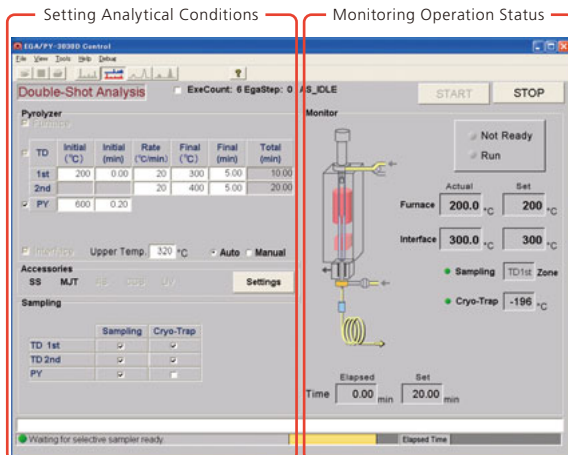 Setting Analytical Conditions
Monitoring Operation Status
EGA/PY-3030D Control
File View Tools Help Debug
Double-Shot Analysis
ExeCount: 6 EgaStep: 0 AS_IDLE
START STOP
Pyrolyzer
Furnace
TD Initial (°C) Initial (min) Rate (°C/min) Final (°C) Final (min) Total (min)
1st 200 0.00 20 300 5.00 10.00
2nd 20 400 5.00 20.00
PY 600 0.20
Interface Upper Temp. 320 °C Auto Manual
Accessories
SS MJT AS UV Settings
Sampling
Sampling Cryo-Trap
TD 1st
TD 2nd
PY
Monitor
Not Ready
Run
Actual Set
Furnace 200.0 °C 200 °C
Interface 300.0 °C 300 °C
Sampling TD1st Zone
Cryo-Trap -196 °C
Elapsed Set
Time 0.00 min 20.00 min
Waiting for selective sampler ready.
Elapsed Time